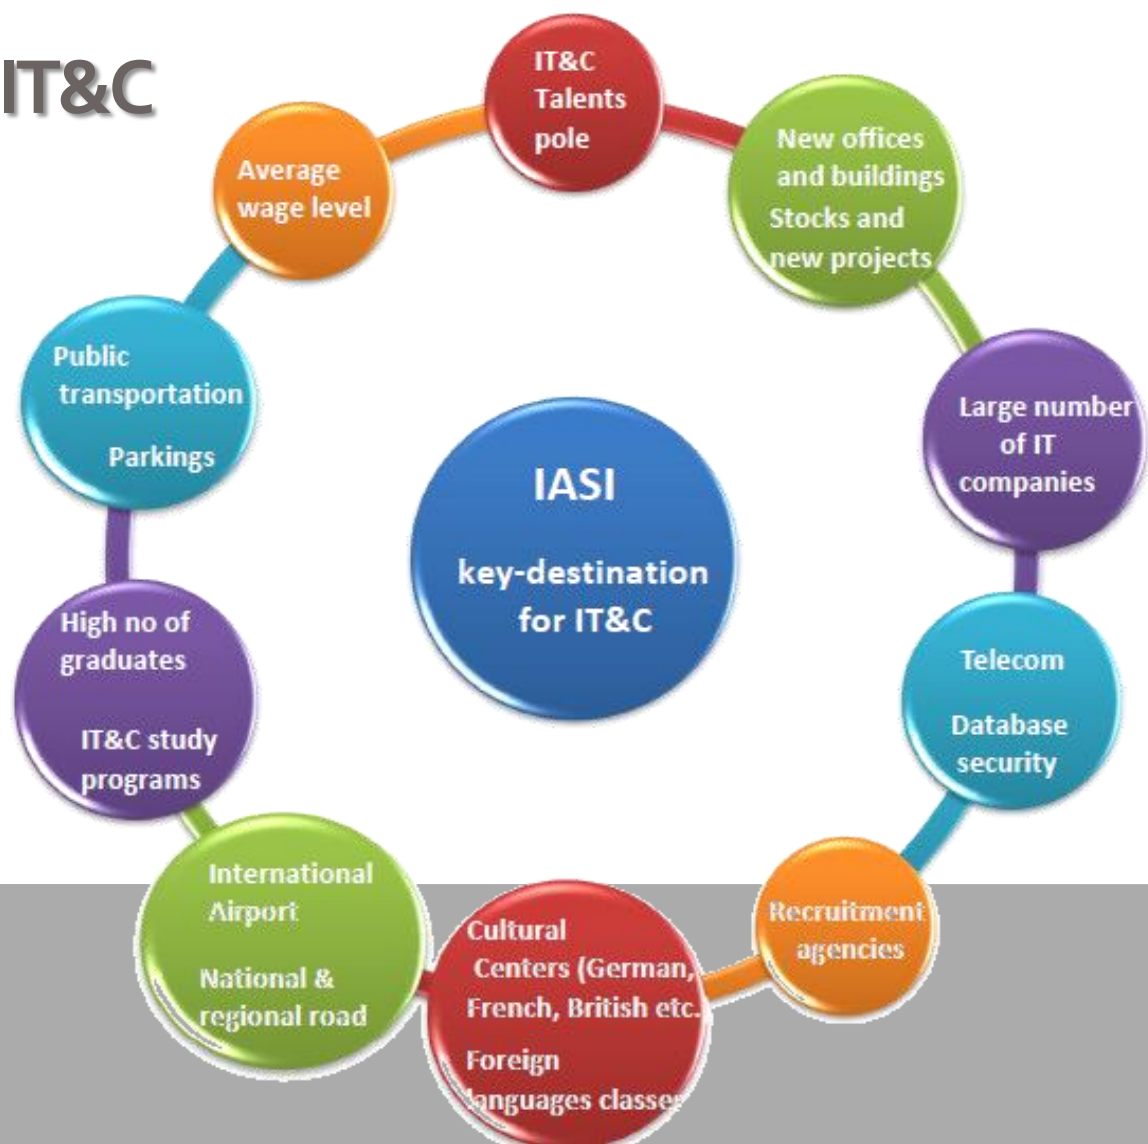 IT&C
IT&C
Talents
pole
New offices
and buildings
Stocks and
new projects
Large number
of IT
companies
Telecom
Database
security
Recruitment
agencies
Cultural
Centers (German,
French, British etc.
Foreign
languages classes
International
Airport
National &
regional road
High no of
graduates
IT&C study
programs
Public
transportation
Parkings
Average
wage level
IASI
key-destination
for IT&C